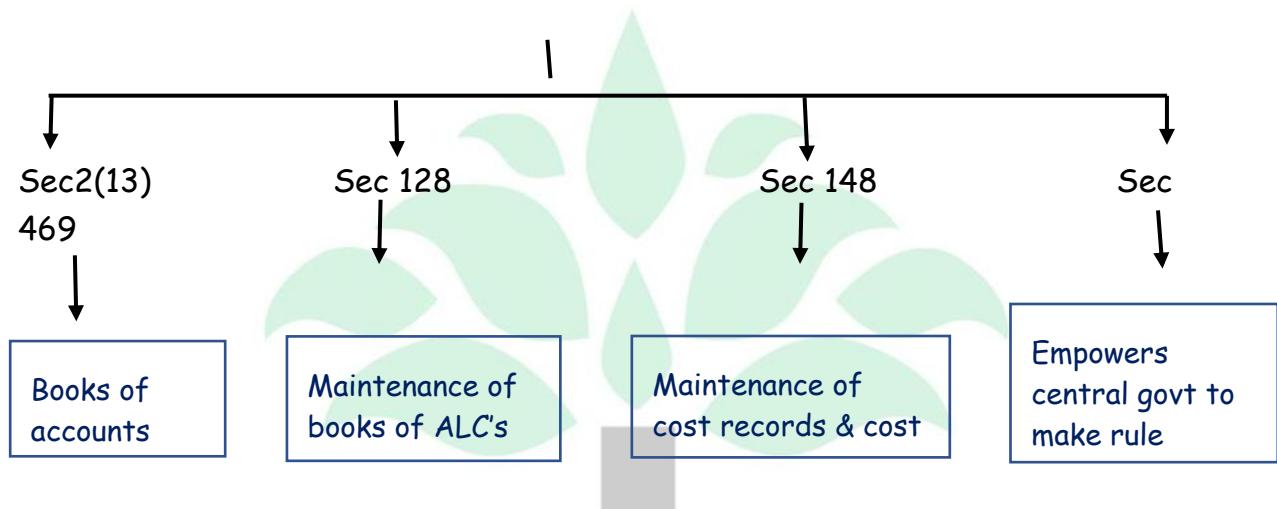 Sec2(13) Sec 128 Sec 148 Sec
469
Books of
accounts
Maintenance of
books of ALC's
Maintenance of
cost records & cost
Empowers
central govt to
make rule